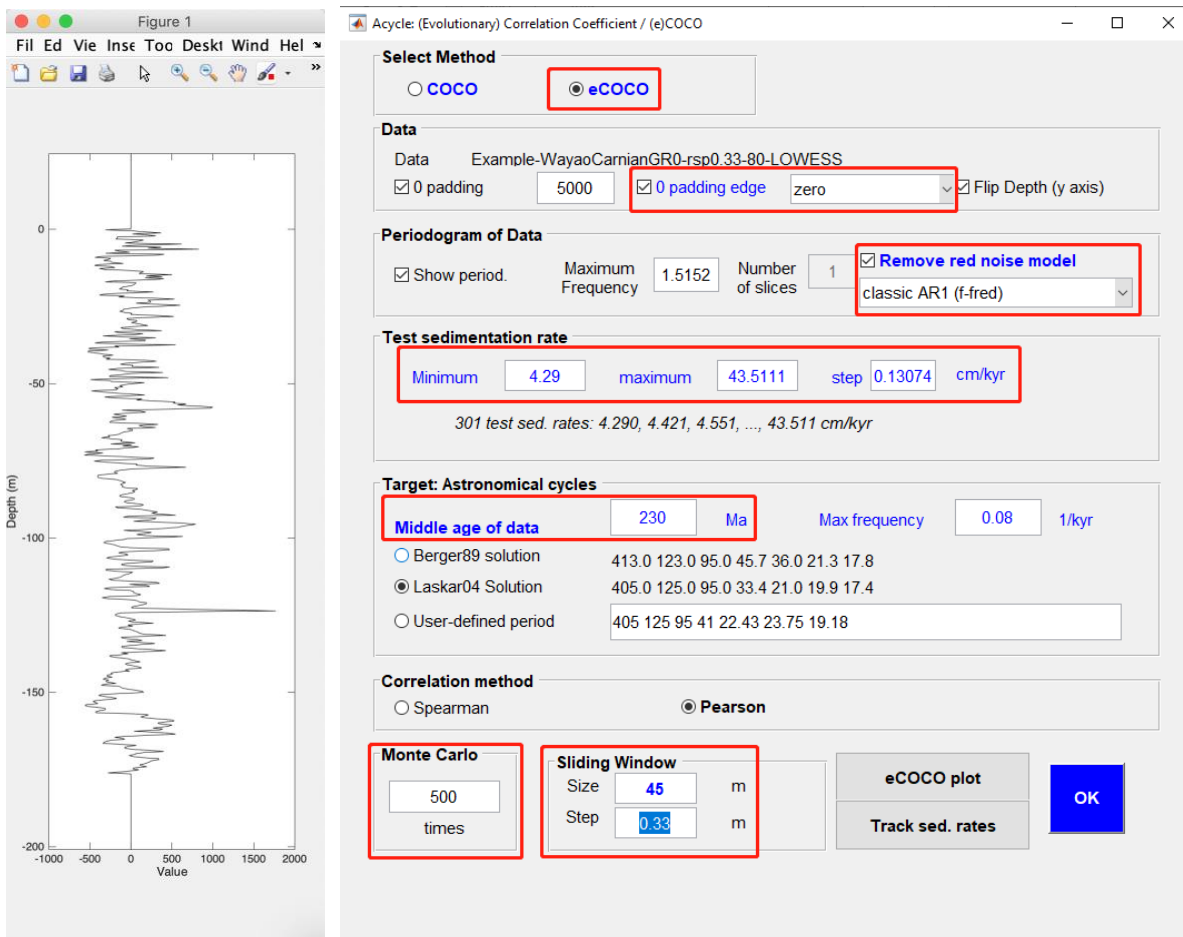 Figure 1
Fil Ed Vie Inse Too Deskt Wind Hel
0
-50
-100
-150
-200
Depth (m)
-1000 -500 0 500 1000 1500 2000
Value
Acycle: (Evolutionary) Correlation Coefficient / (e)COCO
Select Method
COCO eCOCO
Data
Data Example-WayaoCarnianGR0-rsp0.33-80-LOWESS
0 padding 5000 0 padding edge zero Flip Depth (y axis)
Periodogram of Data
Show period. Maximum Frequency 1.5152 Number of slices 1 Remove red noise model
classic AR1 (f-fred)
Test sedimentation rate
Minimum 4.29 maximum 43.5111 step 0.13074 cm/kyr
301 test sed. rates: 4.290, 4.421, 4.551, ..., 43.511 cm/kyr
Target: Astronomical cycles
Middle age of data 230 Ma Max frequency 0.08 1/kyr
Berger89 solution 413.0 123.0 95.0 45.7 36.0 21.3 17.8
Laskar04 Solution 405.0 125.0 95.0 33.4 21.0 19.9 17.4
User-defined period 405 125 95 41 22.43 23.75 19.18
Correlation method
Spearman Pearson
Monte Carlo
500
times
Sliding Window
Size 45 m
Step 0.33 m
eCOCO plot
Track sed. rates
OK